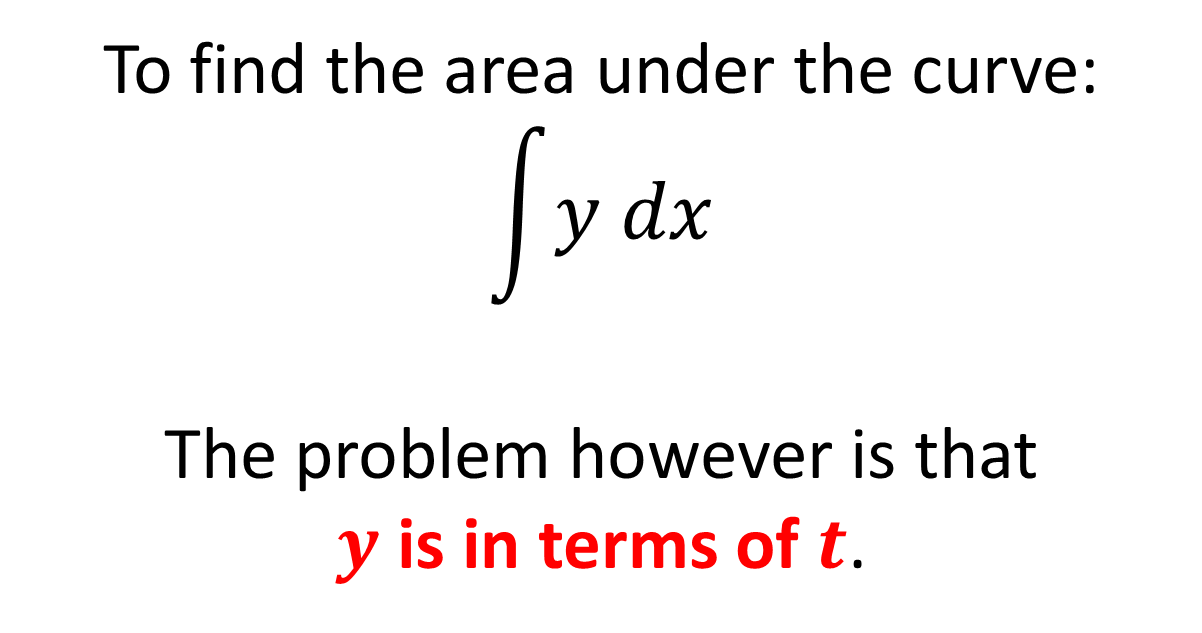 To find the area under the curve:
∫ y dx
The problem however is that
y is in terms of t.